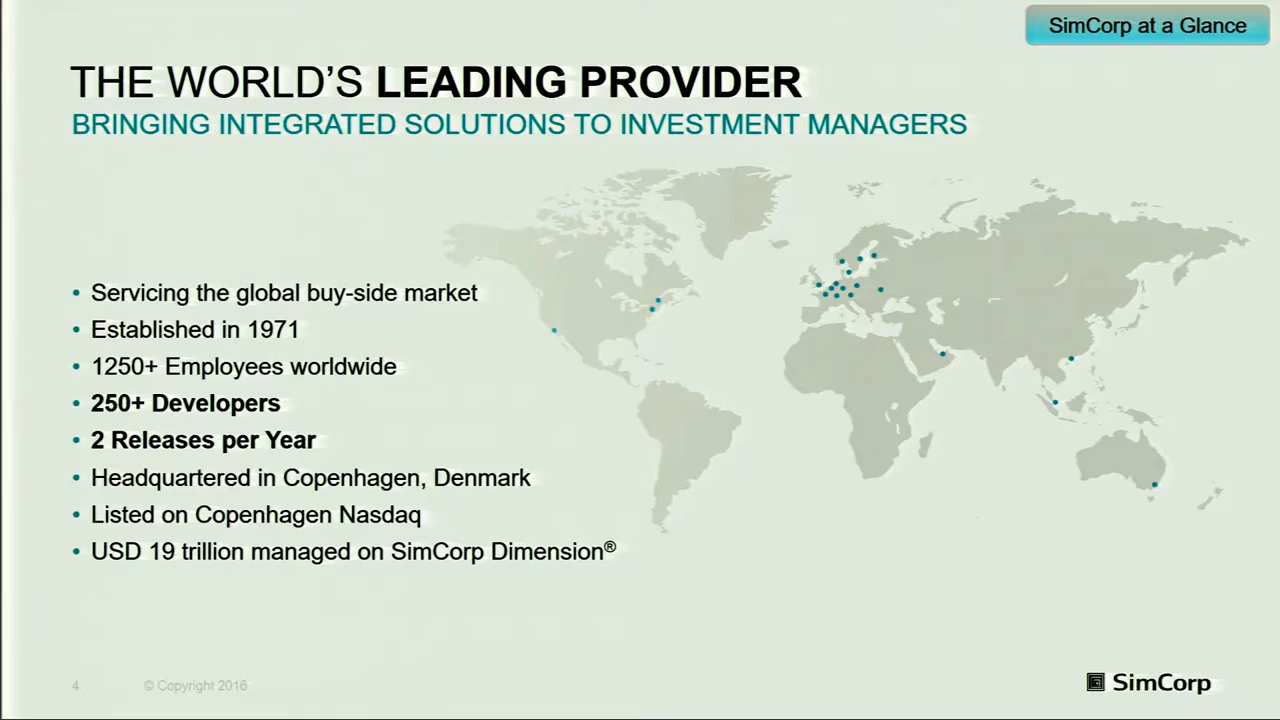 SimCorp at a Glance
THE WORLD'S LEADING PROVIDER
BRINGING INTEGRATED SOLUTIONS TO INVESTMENT MANAGERS
• Servicing the global buy-side market
• Established in 1971
• 1250+ Employees worldwide
• 250+ Developers
• 2 Releases per Year
• Headquartered in Copenhagen, Denmark
• Listed on Copenhagen Nasdaq
• USD 19 trillion managed on SimCorp Dimension®
4 © Copyright 2016
SimCorp